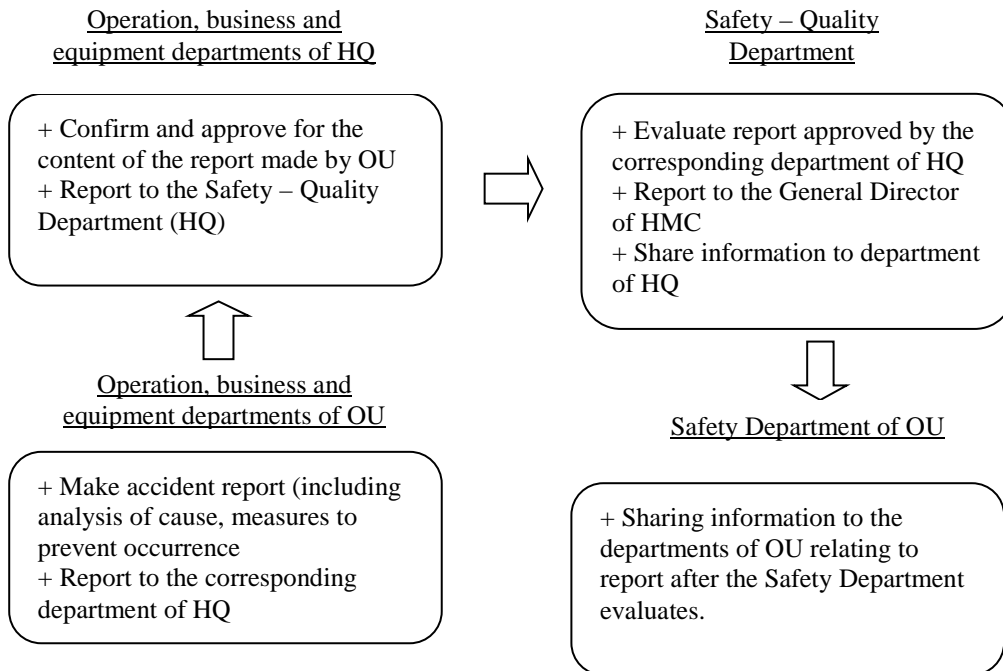 Operation, business and
equipment departments of HQ
+ Confirm and approve for the
content of the report made by OU
+ Report to the Safety – Quality
Department (HQ)
Safety – Quality
Department
+ Evaluate report approved by the
corresponding department of HQ
+ Report to the General Director
of HMC
+ Share information to department
of HQ
Operation, business and
equipment departments of OU
+ Make accident report (including
analysis of cause, measures to
prevent occurrence
+ Report to the corresponding
department of HQ
Safety Department of OU
+ Sharing information to the
departments of OU relating to
report after the Safety Department
evaluates.